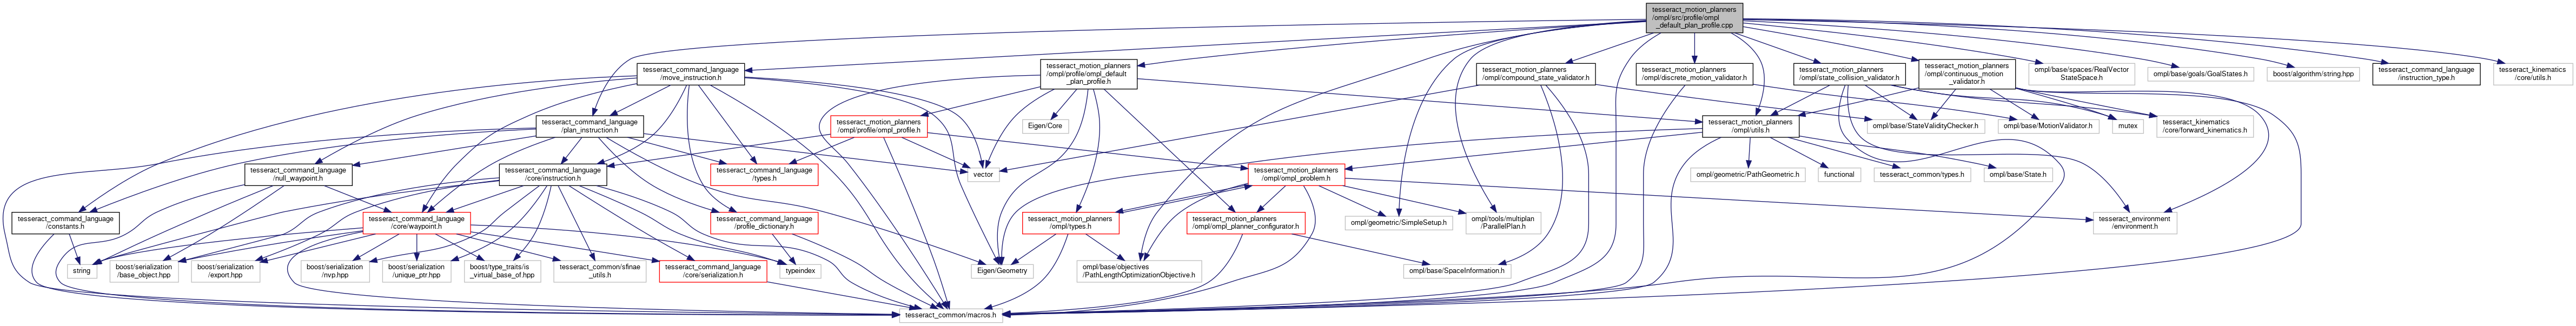 tesseract_motion_planners
/ompl/src/profile/ompl
_default_plan_profile.cpp
tesseract_command_language
/move_instruction.h
tesseract_motion_planners
/ompl/profile/ompl_default
_plan_profile.h
tesseract_motion_planners
/ompl/compound_state_validator.h
tesseract_motion_planners
/ompl/discrete_motion_validator.h
tesseract_motion_planners
/ompl/state_collision_validator.h
tesseract_motion_planners
/ompl/continuous_motion
_validator.h
ompl/base/spaces/RealVector
StateSpace.h
ompl/base/goals/GoalStates.h
boost/algorithm/string.hpp
tesseract_command_language
/instruction_type.h
tesseract_kinematics
/core/utils.h
tesseract_command_language
/plan_instruction.h
tesseract_motion_planners
/ompl/profile/ompl_profile.h
Eigen/Core
tesseract_motion_planners
/ompl/utils.h
ompl/base/StateValidityChecker.h
ompl/base/MotionValidator.h
mutex
tesseract_kinematics
/core/forward_kinematics.h
tesseract_command_language
/null_waypoint.h
tesseract_command_language
/core/instruction.h
tesseract_command_language
/types.h
vector
tesseract_motion_planners
/ompl/ompl_problem.h
ompl/geometric/PathGeometric.h
functional
tesseract_common/types.h
ompl/base/State.h
tesseract_command_language
/constants.h
tesseract_command_language
/core/waypoint.h
tesseract_command_language
/profile_dictionary.h
tesseract_motion_planners
/ompl/types.h
tesseract_motion_planners
/ompl/ompl_planner_configurator.h
ompl/geometric/SimpleSetup.h
ompl/tools/multiplan
/ParallelPlan.h
tesseract_environment
/environment.h
string
boost/serialization
/base_object.hpp
boost/serialization
/export.hpp
boost/serialization
/nvp.hpp
boost/serialization
/unique_ptr.hpp
boost/type_traits/is
_virtual_base_of.hpp
tesseract_common/sfinae
_utils.h
tesseract_command_language
/core/serialization.h
typeindex
Eigen/Geometry
ompl/base/objectives
/PathLengthOptimizationObjective.h
ompl/base/SpaceInformation.h
tesseract_common/macros.h